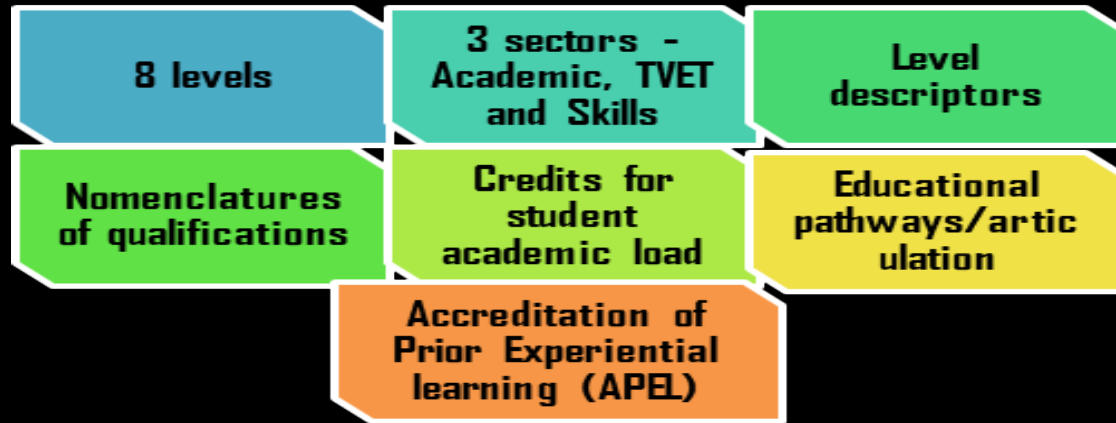 8 levels
3 sectors -
Academic, TVET
and Skills
Level
descriptors
Nomenclatures
of qualifications
Credits for
student
academic load
Educational
pathways/artic
ulation
Accreditation of
Prior Experiential
learning (APEL)